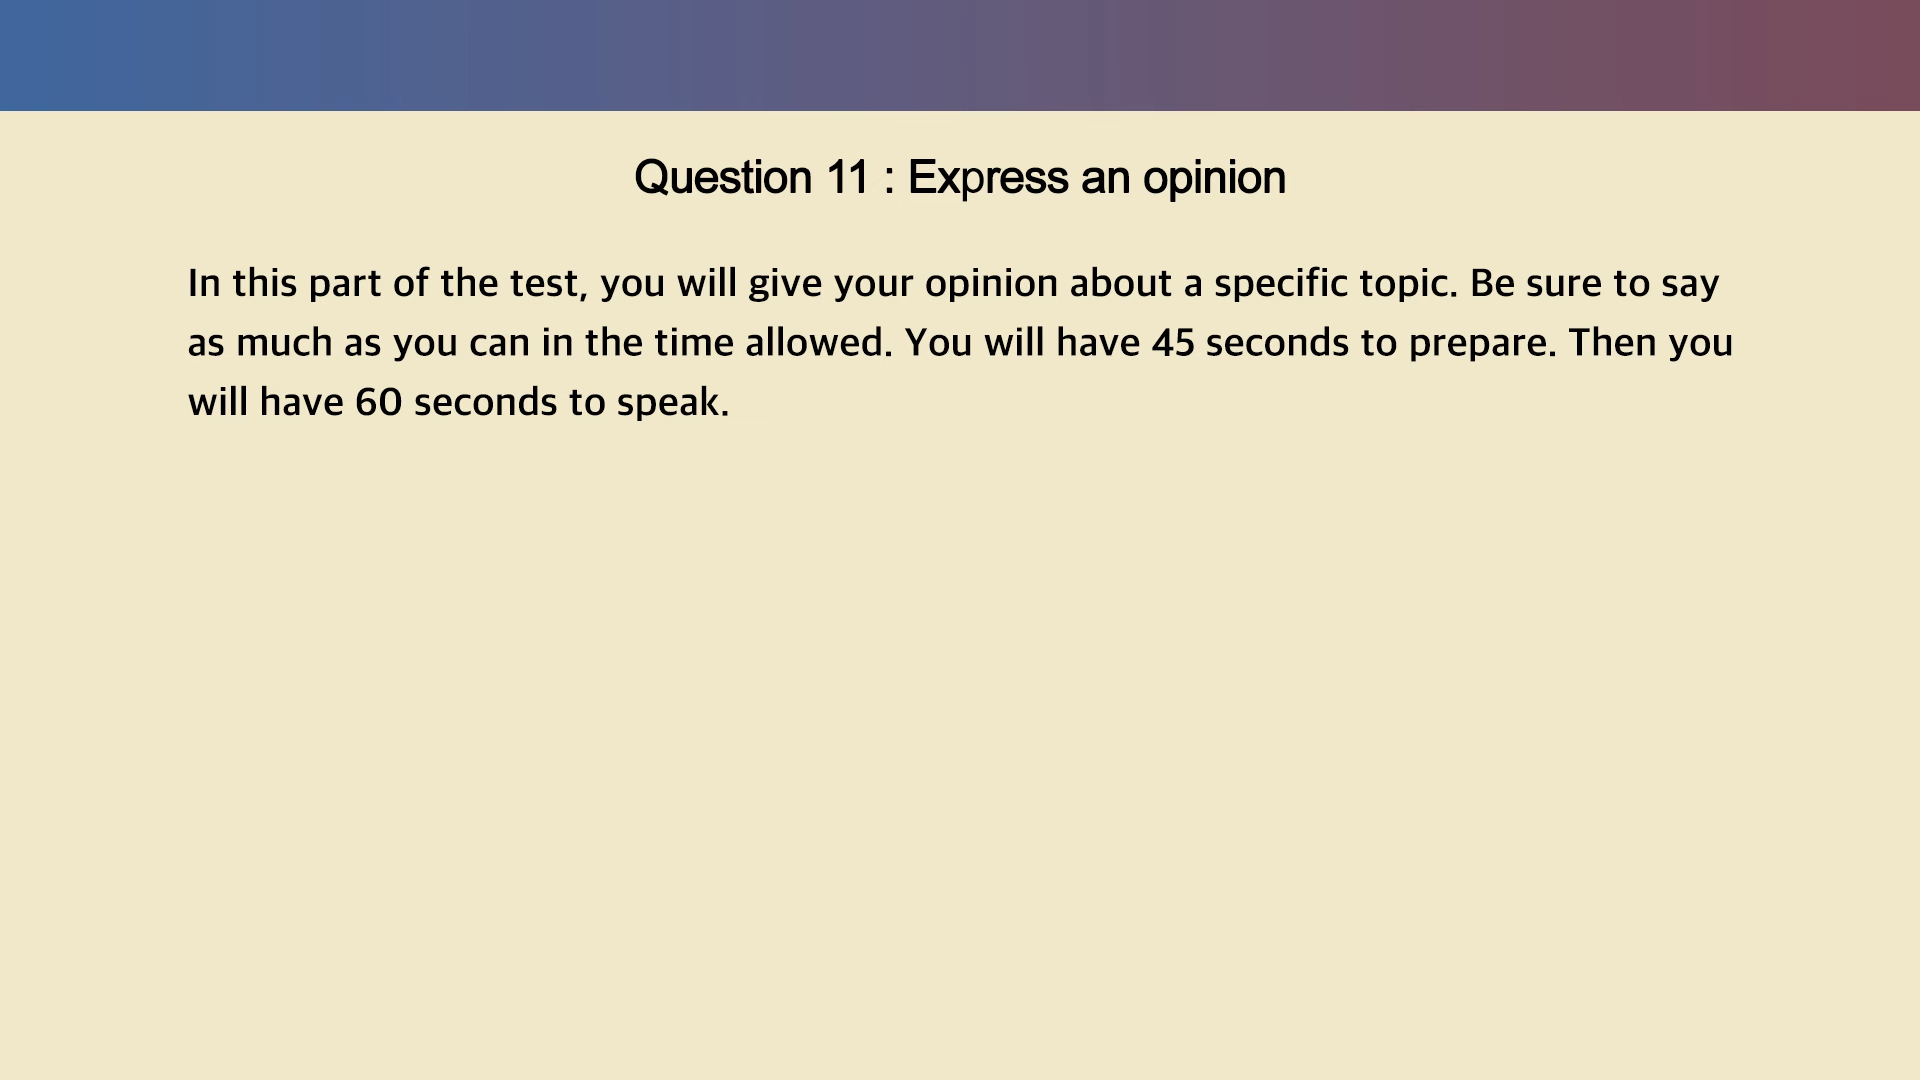 Question 11 : Express an opinion
In this part of the test, you will give your opinion about a specific topic. Be sure to say
as much as you can in the time allowed. You will have 45 seconds to prepare. Then you
will have 60 seconds to speak.